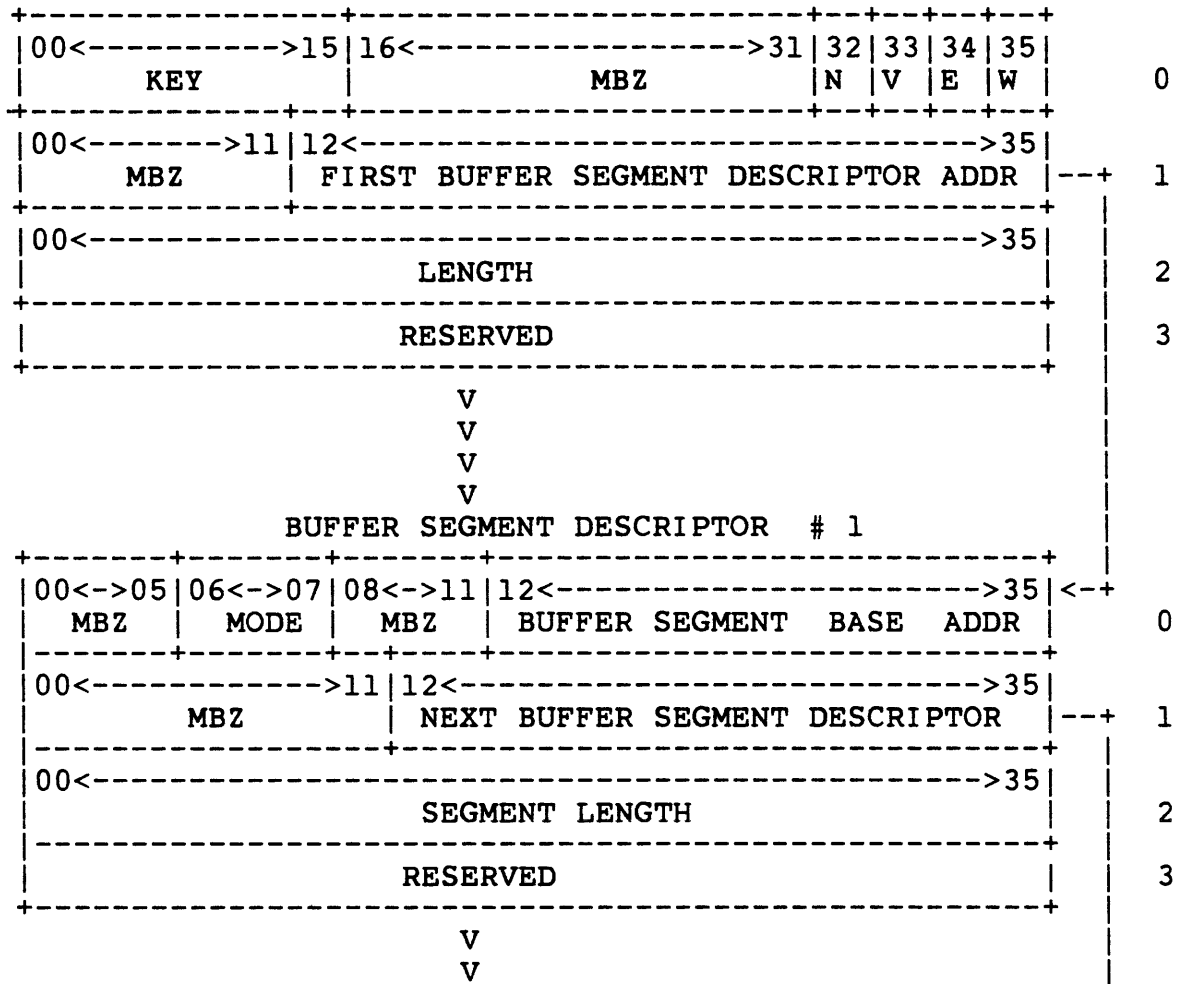 +-----------------+-----------------------+--+--+--+--+
|00<---------->15|16<----------------->31|32|33|34|35|
| KEY | MBZ |N |V |E |W | 0
+-------------+--+-----------------------+--+--+--+--+
|00<------->11|12<-------------------------------->35|
| MBZ | FIRST BUFFER SEGMENT DESCRIPTOR ADDR |--+ 1
+-------------+--------------------------------------+
|00<---------------------------------------------->35|
| LENGTH | 2
+----------------------------------------------------+
| RESERVED | 3
+----------------------------------------------------+
V
V
V
V
BUFFER SEGMENT DESCRIPTOR # 1
+-------+-------+-------+----------------------------+
|00<->05|06<->07|08<->11|12<----------------------->35|<-+
| MBZ | MODE | MBZ | BUFFER SEGMENT BASE ADDR | 0
|-------+-------+--+----+----------------------------+
|00<------------>11|12<---------------------------->35|
| MBZ | NEXT BUFFER SEGMENT DESCRIPTOR |--+ 1
|------------------+---------------------------------+
|00<---------------------------------------------->35|
| SEGMENT LENGTH | 2
|----------------------------------------------------+
| RESERVED | 3
+----------------------------------------------------+
V
V